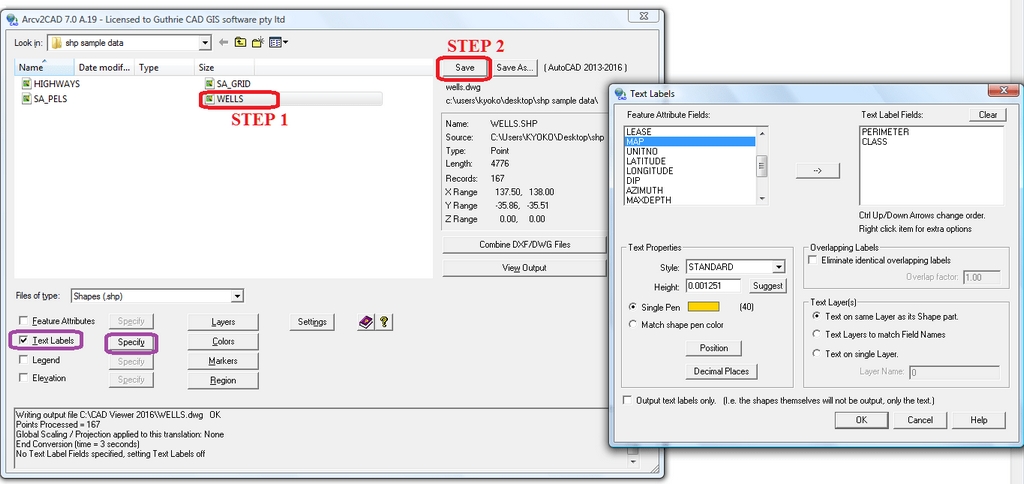 Arcv2CAD 7.0 A.19 - Licensed to Guthrie CAD GIS software pty ltd
Look in: shp sample data
Name Date modif... Type Size
HIGHWAYS SA_GRID
SA_PELS WELLS
STEP 1
STEP 2
Save Save As... ( AutoCAD 2013-2016 )
wells.dwg
c:\users\kyoko\desktop\shp sample data\
Name: WELLS.SHP
Source: C:\Users\KYOKO\Desktop\shp
Type: Point
Length: 4776
Records: 167
X Range 137.50, 138.00
Y Range -35.86, -35.51
Z Range 0.00, 0.00
Combine DXF/DWG Files
View Output
Files of type: Shapes (.shp)
Feature Attributes Specify Layers Settings ?
Text Labels Specify Colors
Legend Specify Markers
Elevation Specify Region
Writing output file C:\CAD Viewer 2016\WELLS.dwg OK
Points Processed = 167
Global Scaling / Projection applied to this translation: None
End Conversion (time = 3 seconds)
No Text Label Fields specified, setting Text Labels off
Text Labels
Feature Attribute Fields:
LEASE
MAP
UNITNO
LATITUDE
LONGITUDE
DIP
AZIMUTH
MAXDEPTH
-->
Text Label Fields: Clear
PERIMETER
CLASS
Ctrl Up/Down Arrows change order.
Right click item for extra options
Text Properties
Style: STANDARD
Height: 0.001251 Suggest
Single Pen (40)
Match shape pen color
Position
Decimal Places
Overlapping Labels
Eliminate identical overlapping labels
Overlap factor: 1.00
Text Layer(s)
Text on same Layer as its Shape part.
Text Layers to match Field Names
Text on single Layer.
Layer Name: 0
Output text labels only. (I.e. the shapes themselves will not be output, only the text.)
OK Cancel Help